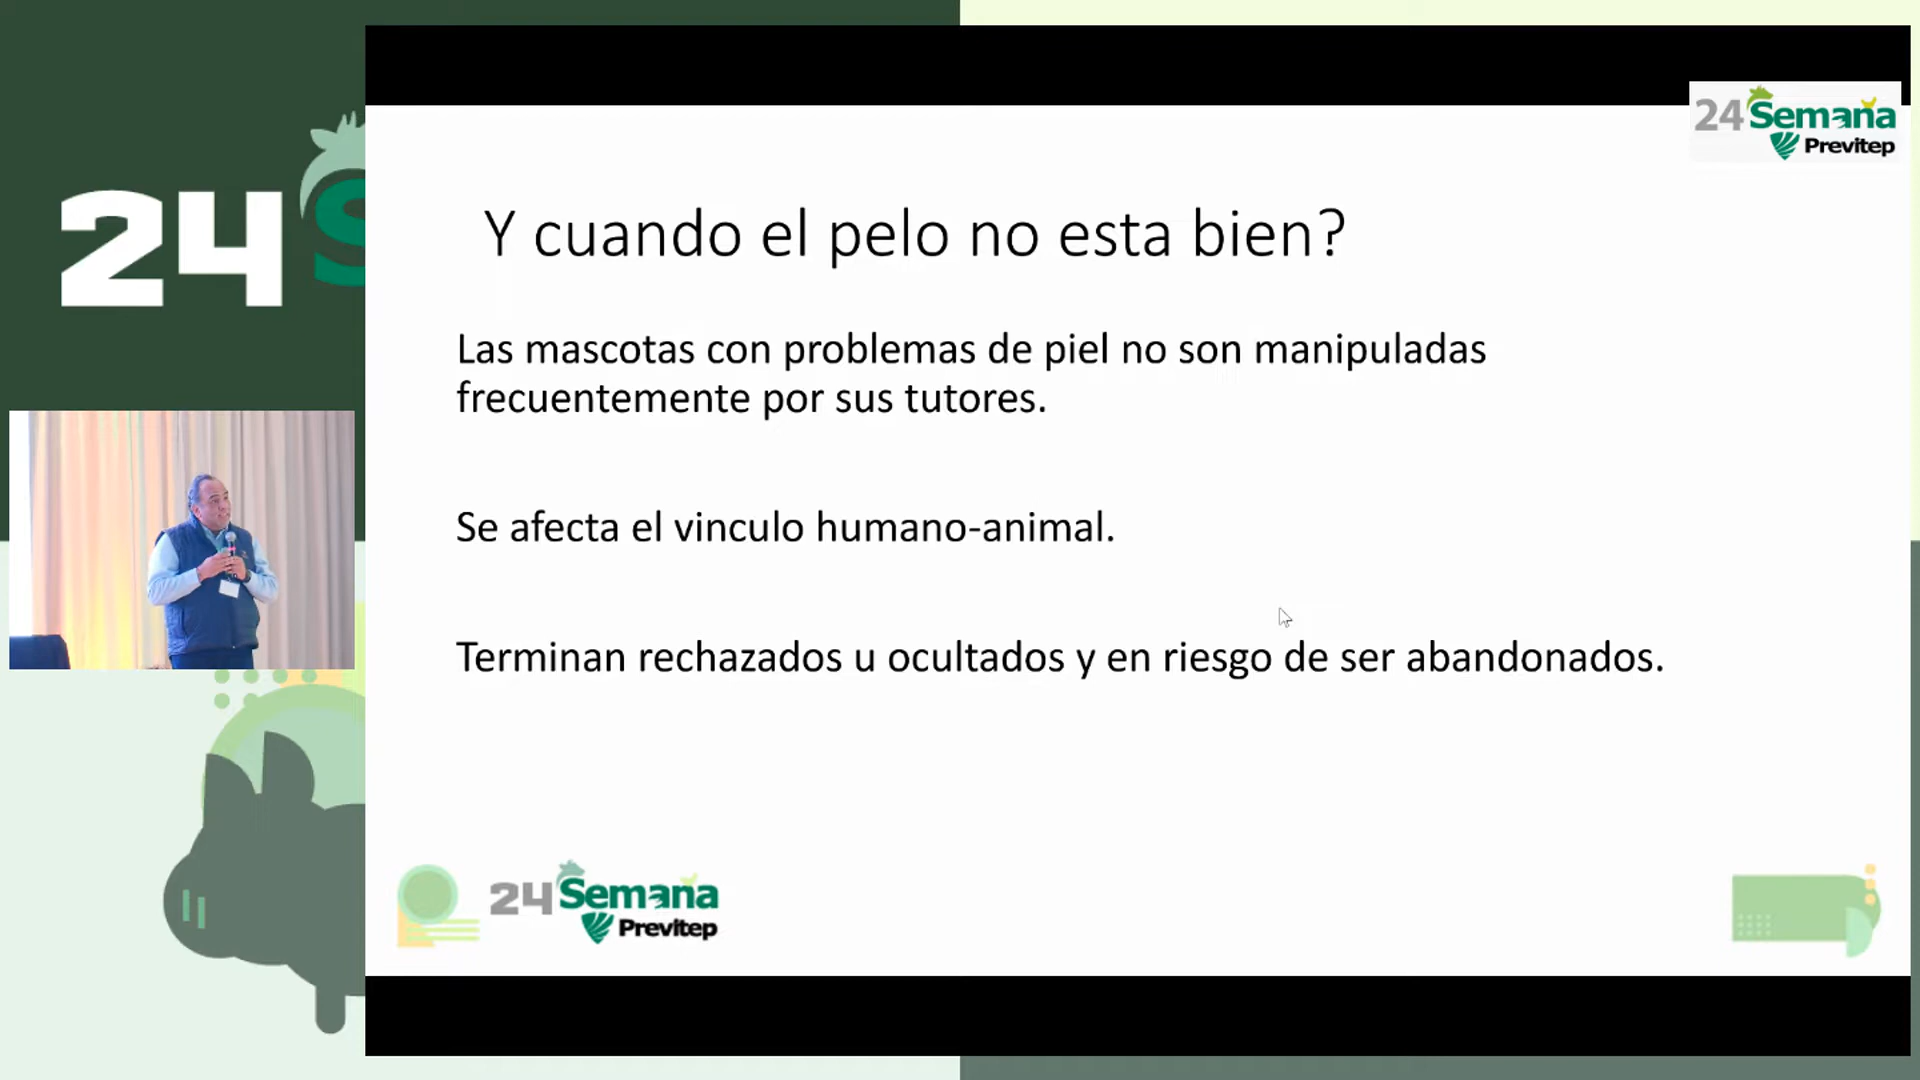 24 Semana
Previtep
24 S
Y cuando el pelo no esta bien?
Las mascotas con problemas de piel no son manipuladas
frecuentemente por sus tutores.
Se afecta el vinculo humano-animal.
Terminan rechazados u ocultados y en riesgo de ser abandonados.
24 Semana
Previtep